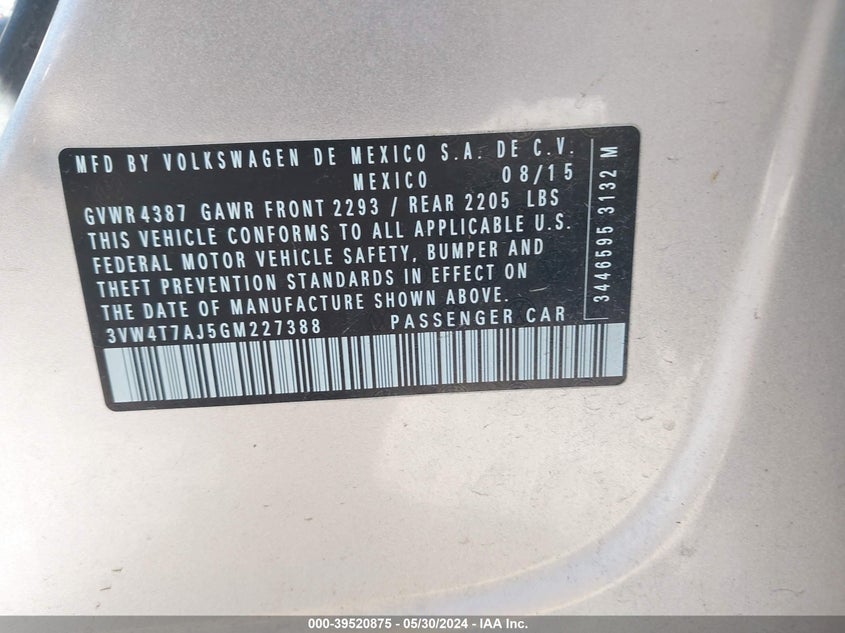 MFD BY VOLKSWAGEN DE MEXICO S.A. DE C.V.
MEXICO 08/15
GVWR 4387 GAWR FRONT 2293 / REAR 2205 LBS
THIS VEHICLE CONFORMS TO ALL APPLICABLE U.S.
FEDERAL MOTOR VEHICLE SAFETY, BUMPER AND
THEFT PREVENTION STANDARDS IN EFFECT ON
THE DATE OF MANUFACTURE SHOWN ABOVE.
3VW4T7AJ5GM227388 PASSENGER CAR
3446595 3132 M
000-39520875 - 05/30/2024 - IAA Inc.